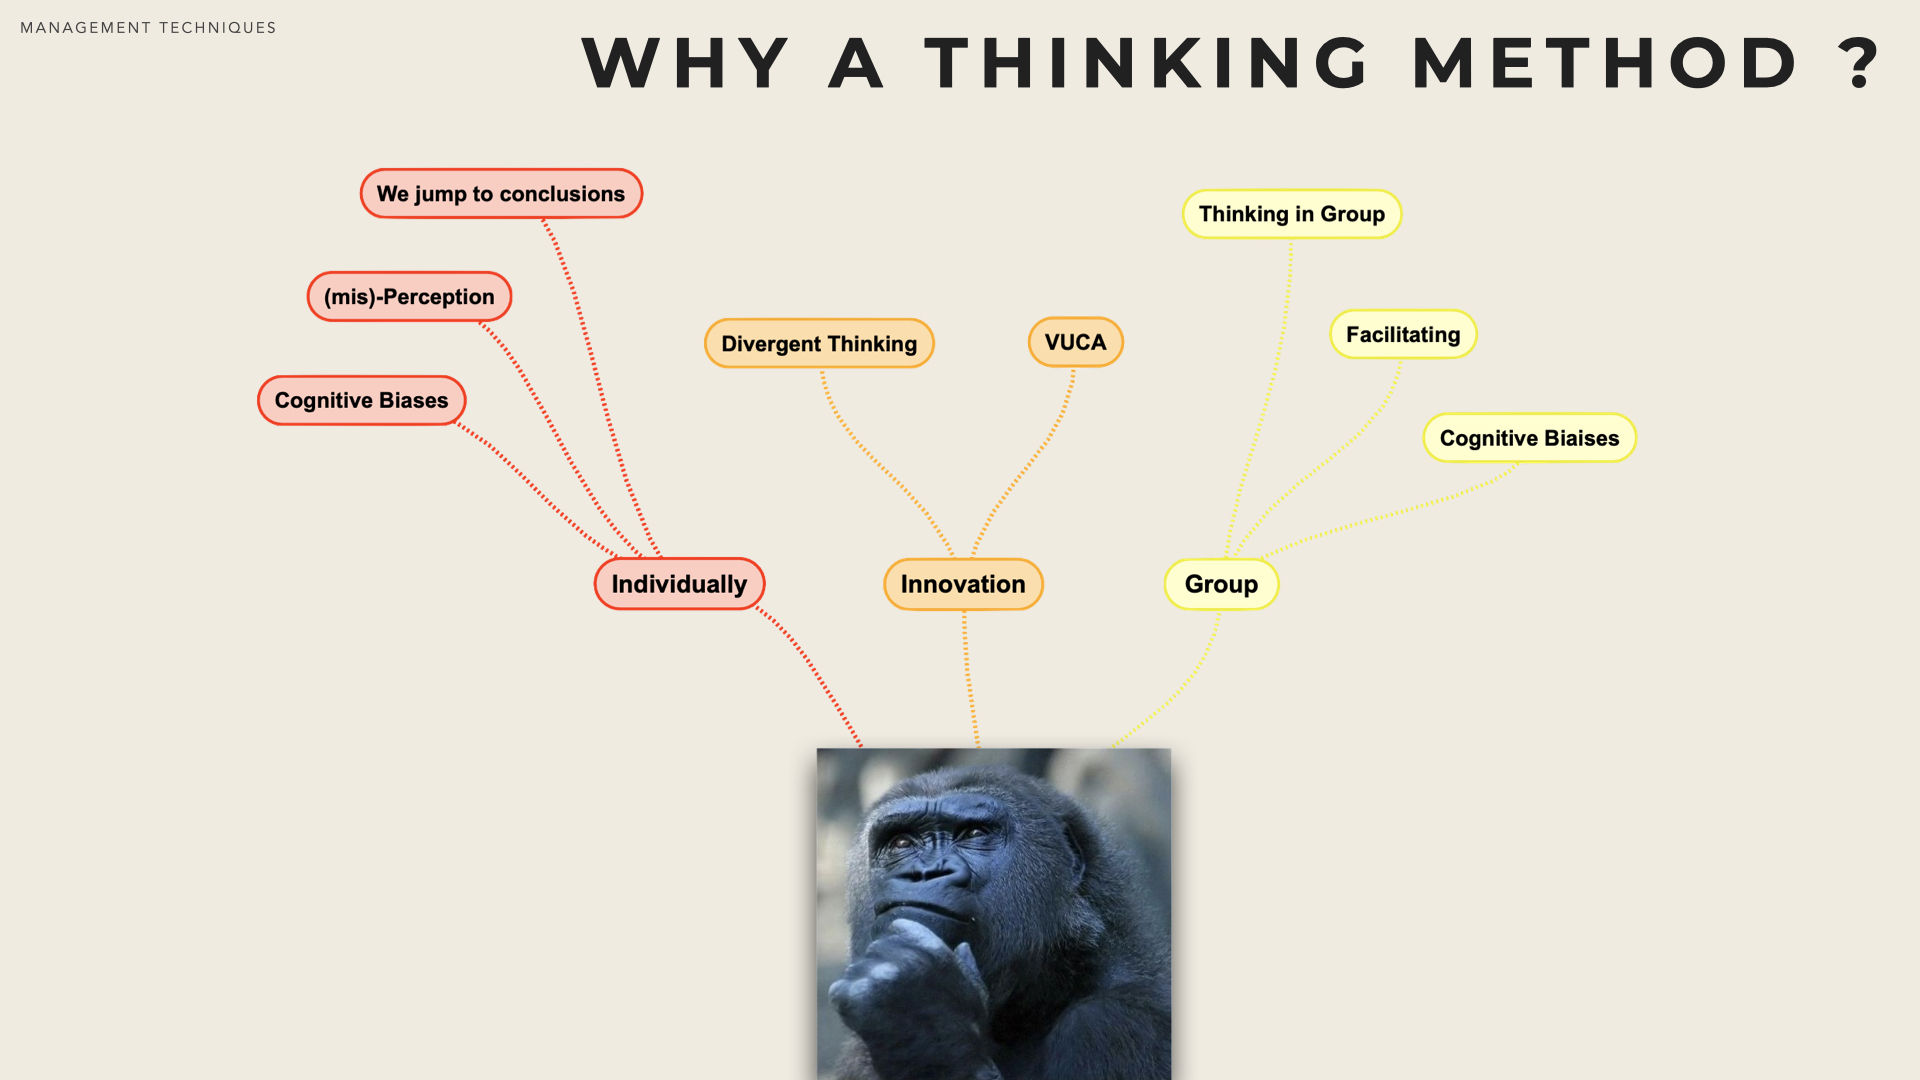 MANAGEMENT TECHNIQUES
WHY A THINKING METHOD ?
We jump to conclusions
(mis)-Perception
Cognitive Biases
Divergent Thinking
VUCA
Thinking in Group
Facilitating
Cognitive Biaises
Individually
Innovation
Group